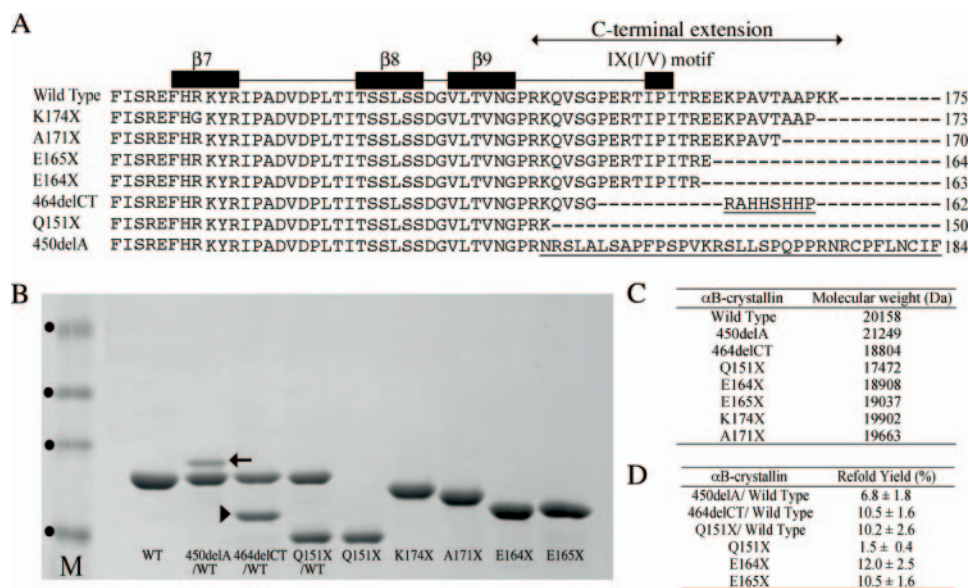 A
C-terminal extension
β7
β8
β9
IX(I/V) motif
Wild Type FISREFHRKYRIPADVDPLTITSSLSSDGVLTVNGPRKQVSGPERTIPITREEKPAVTAAPKK---------- 175
K174X FISREFHGKYRIPADVDPLTITSSLSSDGVLTVNGPRKQVSGPERTIPITREEKPAVTAAP------------ 173
A171X FISREFHRKYRIPADVDPLTITSSLSSDGVLTVNGPRKQVSGPERTIPITREEKPAVT--------------- 170
E165X FISREFHRKYRIPADVDPLTITSSLSSDGVLTVNGPRKQVSGPERTIPITRE--------------------- 164
E164X FISREFHRKYRIPADVDPLTITSSLSSDGVLTVNGPRKQVSGPERTIPITR---------------------- 163
464delCT FISREFHRKYRIPADVDPLTITSSLSSDGVLTVNGPRKQVSG------------RAHHSHHP----------- 162
Q151X FISREFHRKYRIPADVDPLTITSSLSSDGVLTVNGPRK----------------------------------- 150
450delA FISREFHRKYRIPADVDPLTITSSLSSDGVLTVNGPRNRSLALSAPFPSPVKRSLLSPQPPRNRCPFLNCIF 184
B
M
WT
450delA
/WT
464delCT
/WT
Q151X
/WT
Q151X
K174X
A171X
E164X
E165X
C
αB-crystallin Molecular weight (Da)
Wild Type 20158
450delA 21249
464delCT 18804
Q151X 17472
E164X 18908
E165X 19037
K174X 19902
A171X 19663
D
αB-crystallin Refold Yield (%)
450delA/ Wild Type 6.8 ± 1.8
464delCT/ Wild Type 10.5 ± 1.6
Q151X/ Wild Type 10.2 ± 2.6
Q151X 1.5 ± 0.4
E164X 12.0 ± 2.5
E165X 10.5 ± 1.6